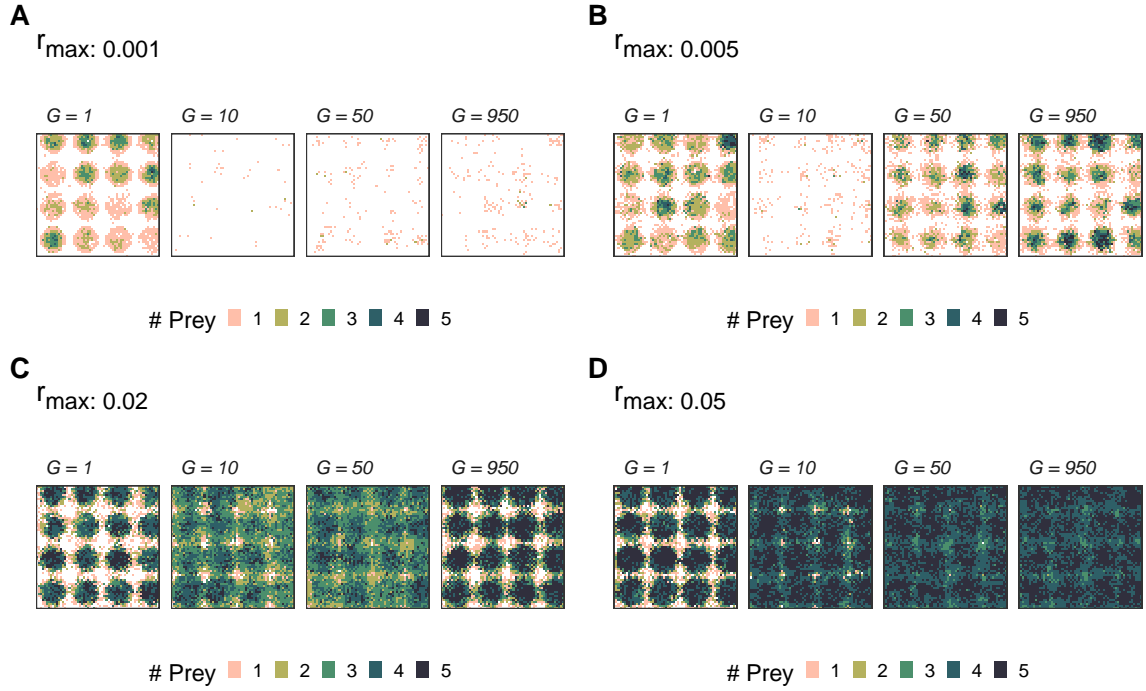 A
r max: 0.001
G = 1 G = 10 G = 50 G = 950
# Prey 1 2 3 4 5
B
r max: 0.005
G = 1 G = 10 G = 50 G = 950
# Prey 1 2 3 4 5
C
r max: 0.02
G = 1 G = 10 G = 50 G = 950
# Prey 1 2 3 4 5
D
r max: 0.05
G = 1 G = 10 G = 50 G = 950
# Prey 1 2 3 4 5